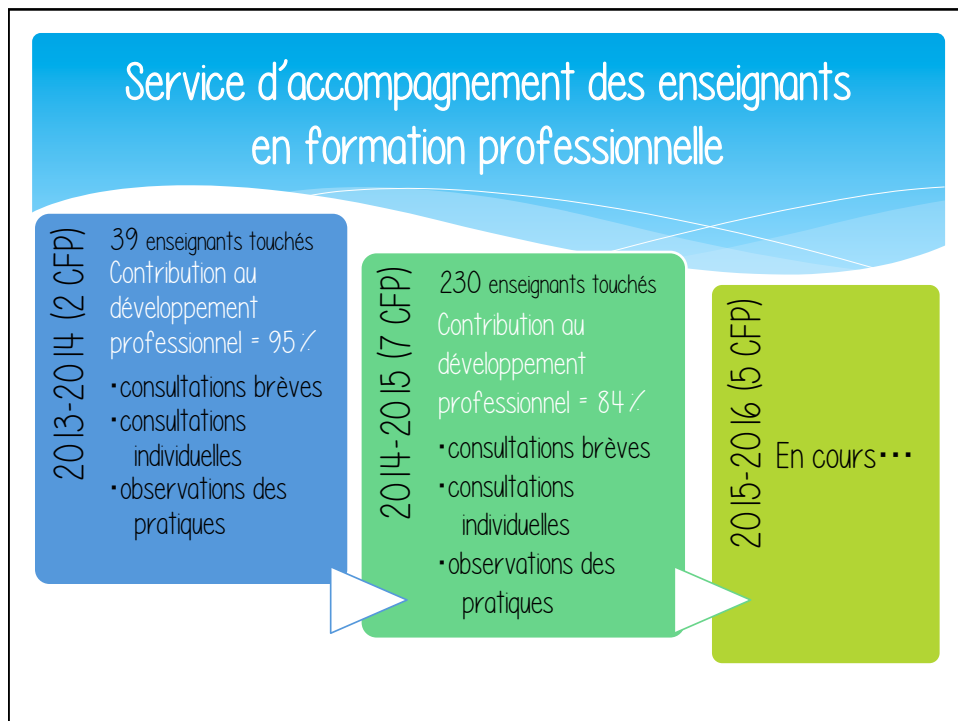 Service d'accompagnement des enseignants
en formation professionnelle
2013-2014 (2 CFP)
39 enseignants touchés
Contribution au
développement
professionnel = 95 %
•consultations brèves
•consultations
individuelles
•observations des
pratiques
2014-2015 (7 CFP)
230 enseignants touchés
Contribution au
développement
professionnel = 84 %
•consultations brèves
•consultations
individuelles
•observations des
pratiques
2015-2016 (5 CFP)
En cours…